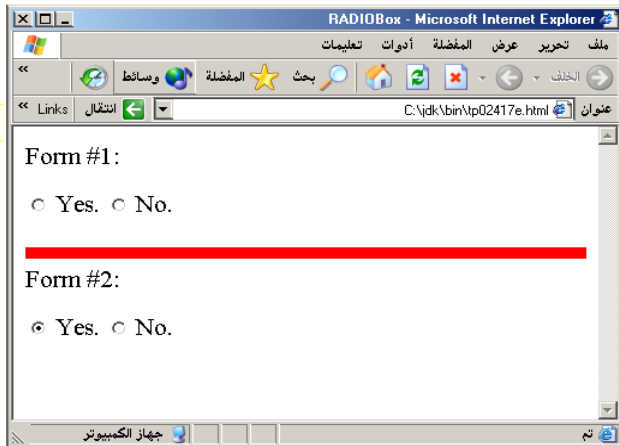 RADIOBox - Microsoft Internet Explorer
ملف تحرير عرض المفضلة أدوات تعليمات
الخلف بحث المفضلة وسائط »
عنوان C:\jdk\bin\tp02417e.html انتقال Links »
Form #1:
Yes. No.
Form #2:
Yes. No.
تم جهاز الكمبيوتر